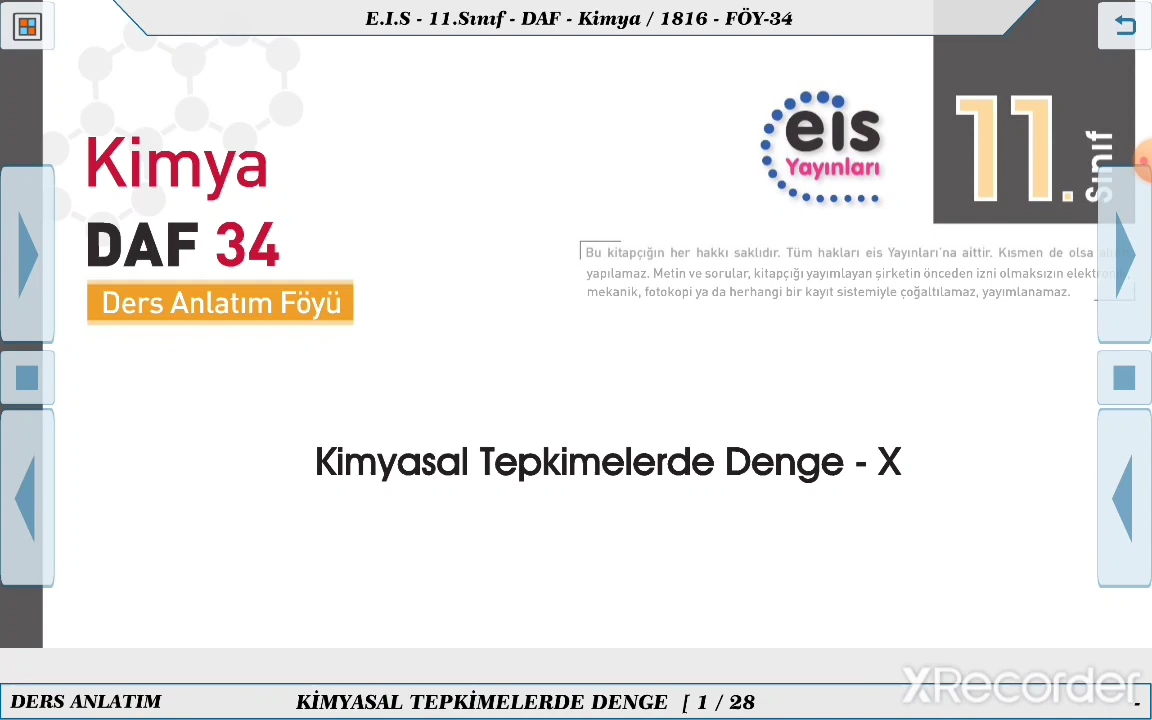 E.I.S - 11.Sınıf - DAF - Kimya / 1816 - FÖY-34
eis
Yayınları
11.
Sınıf
Kimya
DAF 34
Ders Anlatım Föyü
Bu kitapçığın her hakkı saklıdır. Tüm hakları eis Yayınları'na aittir. Kısmen de olsa
yapılamaz. Metin ve sorular, kitapçığı yayımlayan şirketin önceden izni olmaksızın
mekanik, fotokopi ya da herhangi bir kayıt sistemiyle çoğaltılamaz, yayımlanamaz.
Kimyasal Tepkimelerde Denge - X
XRecorder
DERS ANLATIM KİMYASAL TEPKİMELERDE DENGE [ 1 / 28 -